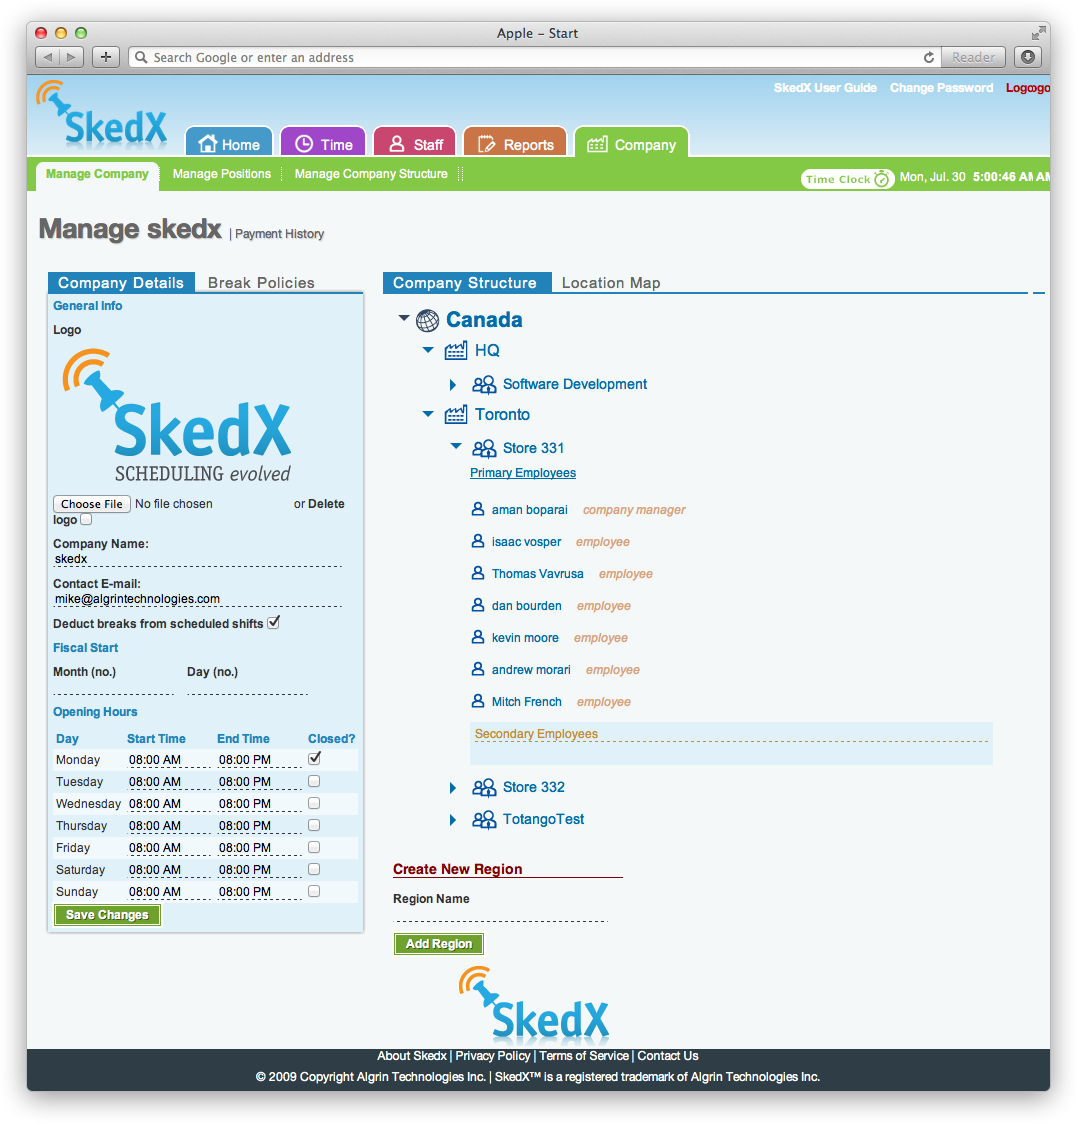 Apple – Start
Search Google or enter an address
Reader
SkedX User Guide Change Password
SkedX
Home Time Staff Reports Company
Manage Company Manage Positions Manage Company Structure
Time Clock Mon, Jul. 30 5:00:46 AM
Manage skedx | Payment History
Company Details Break Policies
General Info
Logo
SkedX
SCHEDULING evolved
Choose File No file chosen or Delete
logo
Company Name:
skedx
Contact E-mail:
mike@algrintechnologies.com
Deduct breaks from scheduled shifts
Fiscal Start
Month (no.) Day (no.)
Opening Hours
Day Start Time End Time Closed?
Monday 08:00 AM 08:00 PM
Tuesday 08:00 AM 08:00 PM
Wednesday 08:00 AM 08:00 PM
Thursday 08:00 AM 08:00 PM
Friday 08:00 AM 08:00 PM
Saturday 08:00 AM 08:00 PM
Sunday 08:00 AM 08:00 PM
Save Changes
Company Structure Location Map
Canada
HQ
Software Development
Toronto
Store 331
Primary Employees
aman boparai company manager
isaac vosper employee
Thomas Vavrusa employee
dan bourden employee
kevin moore employee
andrew morari employee
Mitch French employee
Secondary Employees
Store 332
TotangoTest
Create New Region
Region Name
Add Region
SkedX
About Skedx | Privacy Policy | Terms of Service | Contact Us
© 2009 Copyright Algrin Technologies Inc. | SkedX™ is a registered trademark of Algrin Technologies Inc.